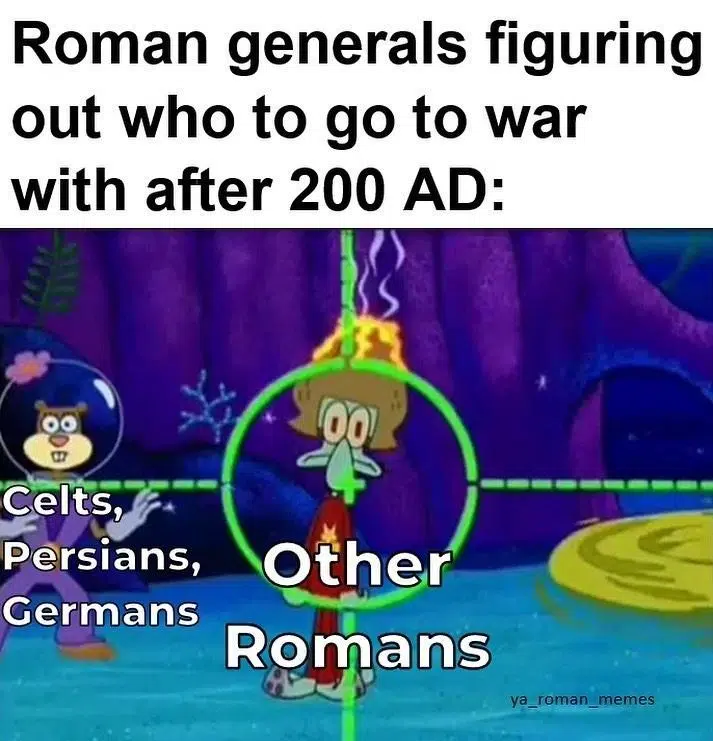 Roman generals figuring
out who to go to war
with after 200 AD:
Celts,
Persians,
Germans
Other
Romans
ya_roman_memes